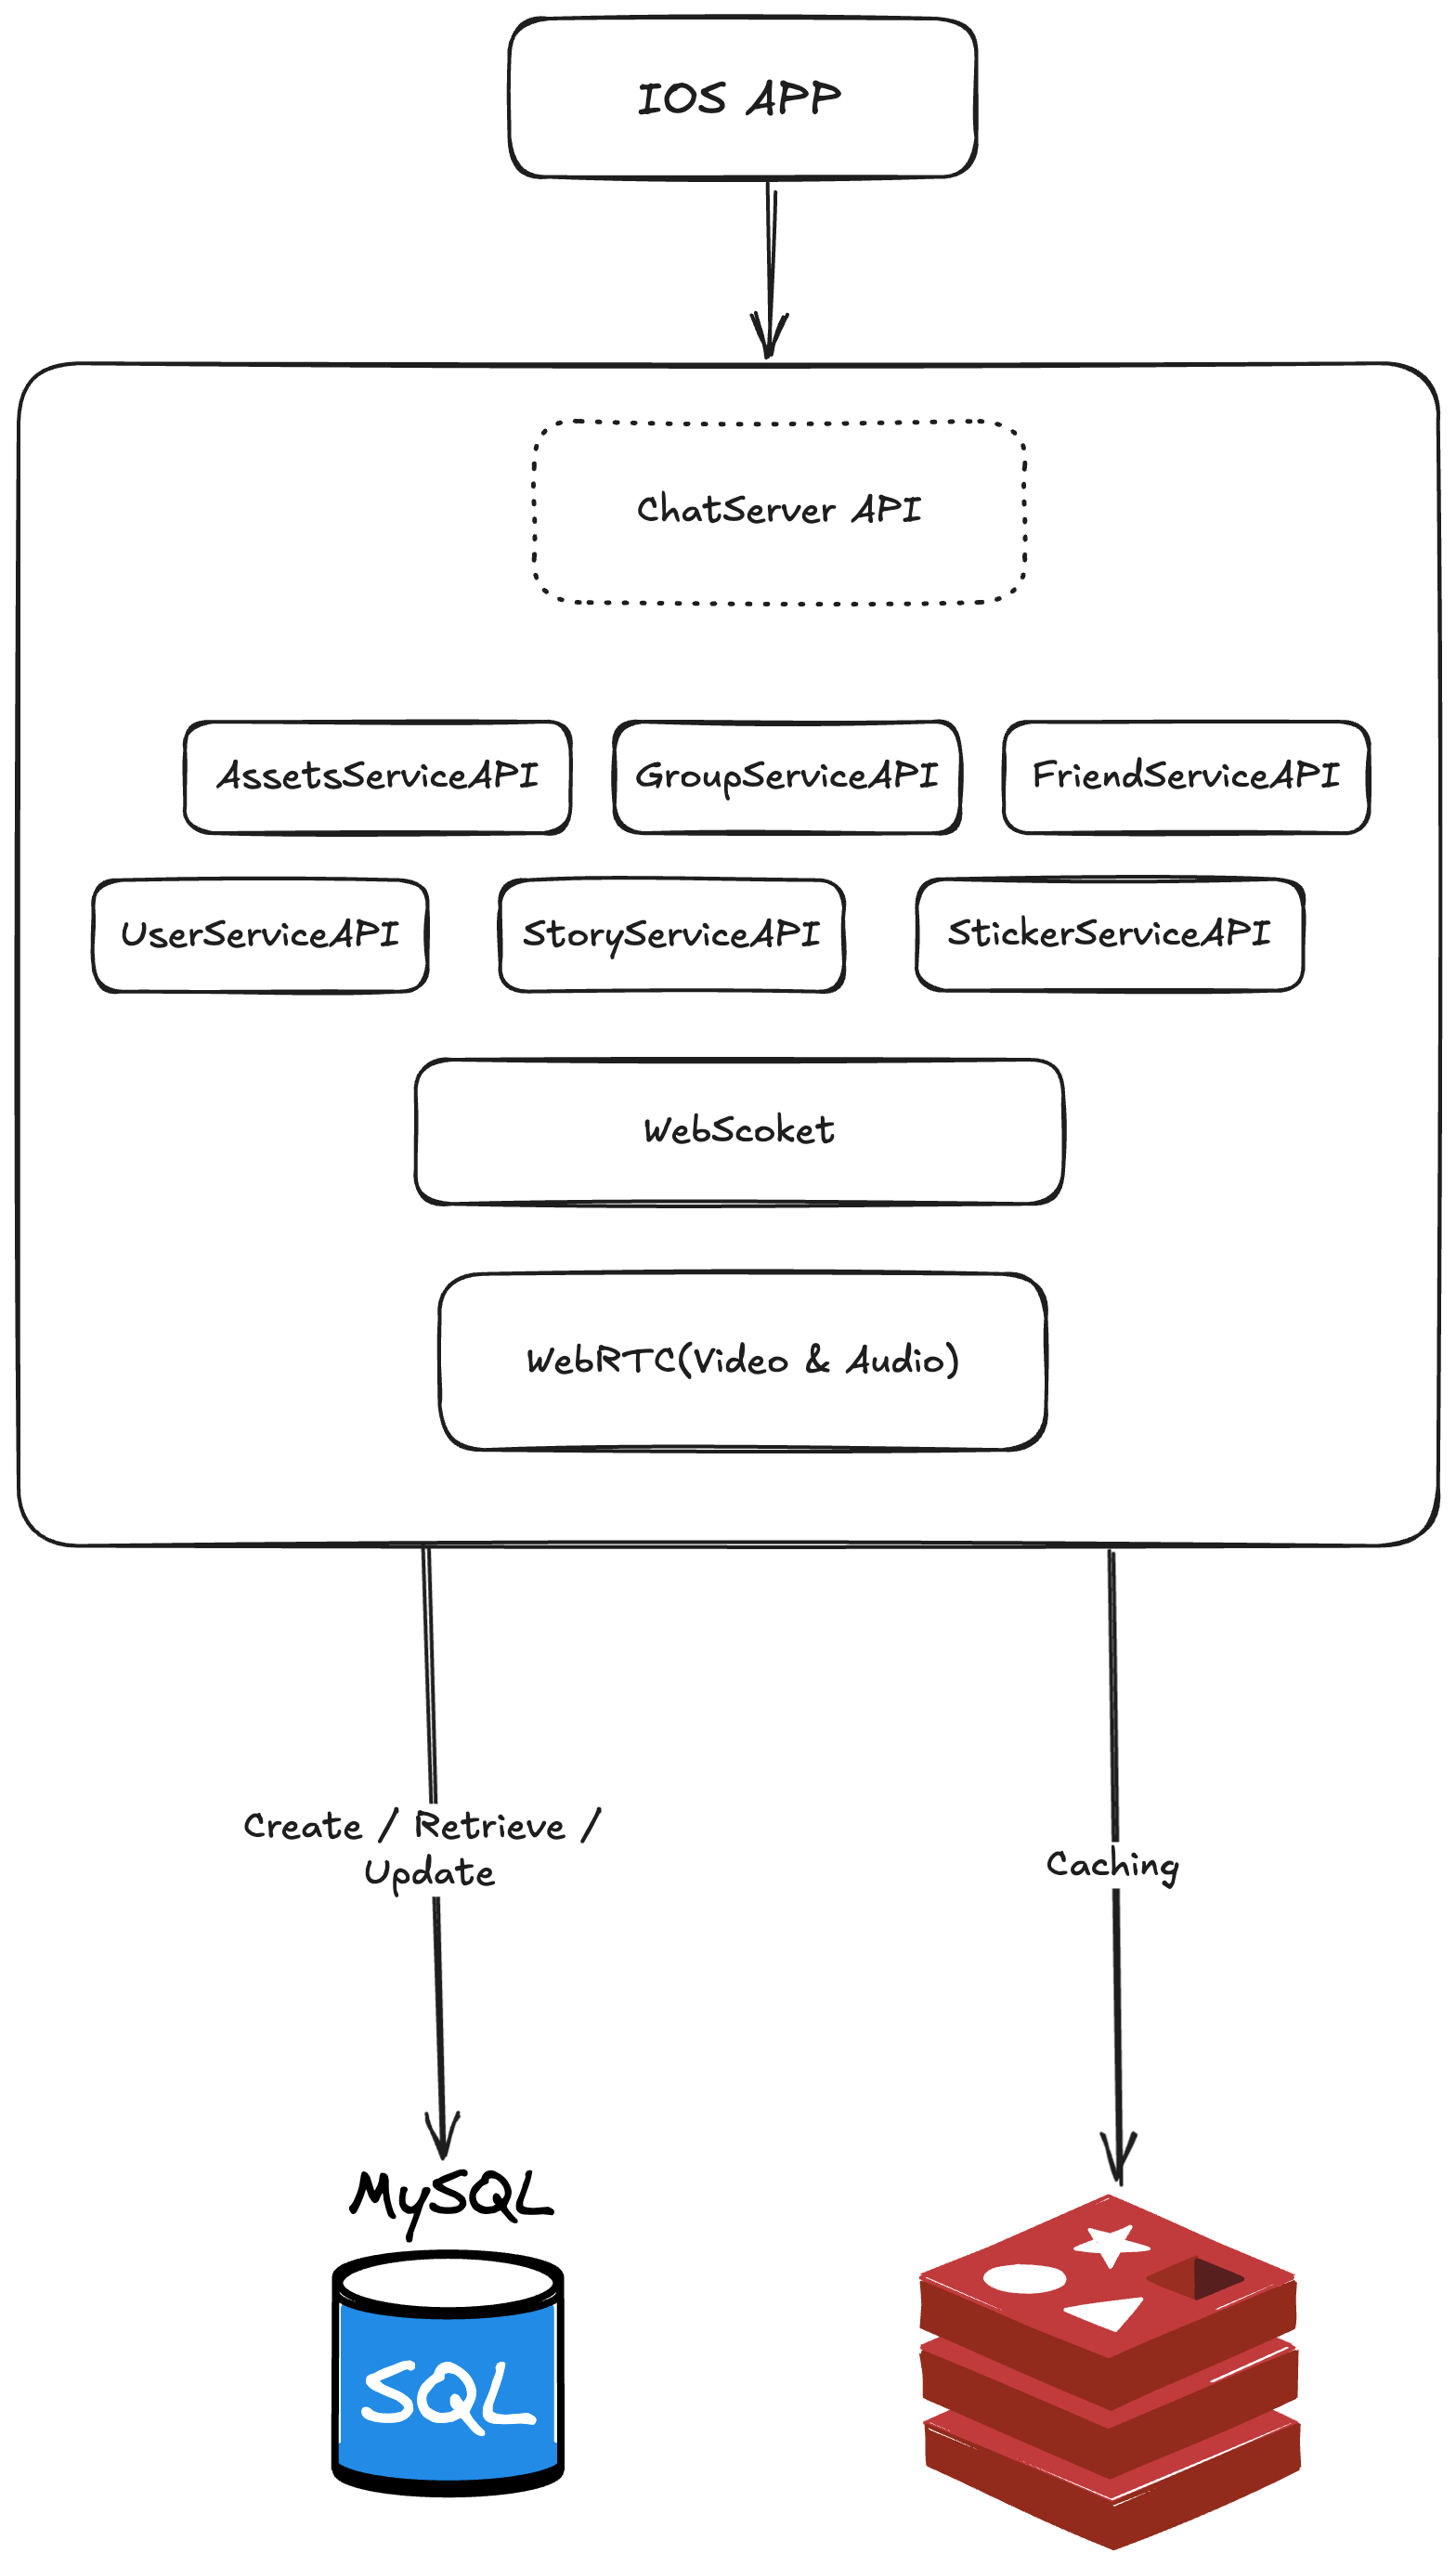 IOS APP
ChatServer API
AssetsServiceAPI
GroupServiceAPI
FriendServiceAPI
UserServiceAPI
StoryServiceAPI
StickerServiceAPI
WebScoket
WebRTC(Video & Audio)
Create / Retrieve /
Update
Caching
MySQL
SQL